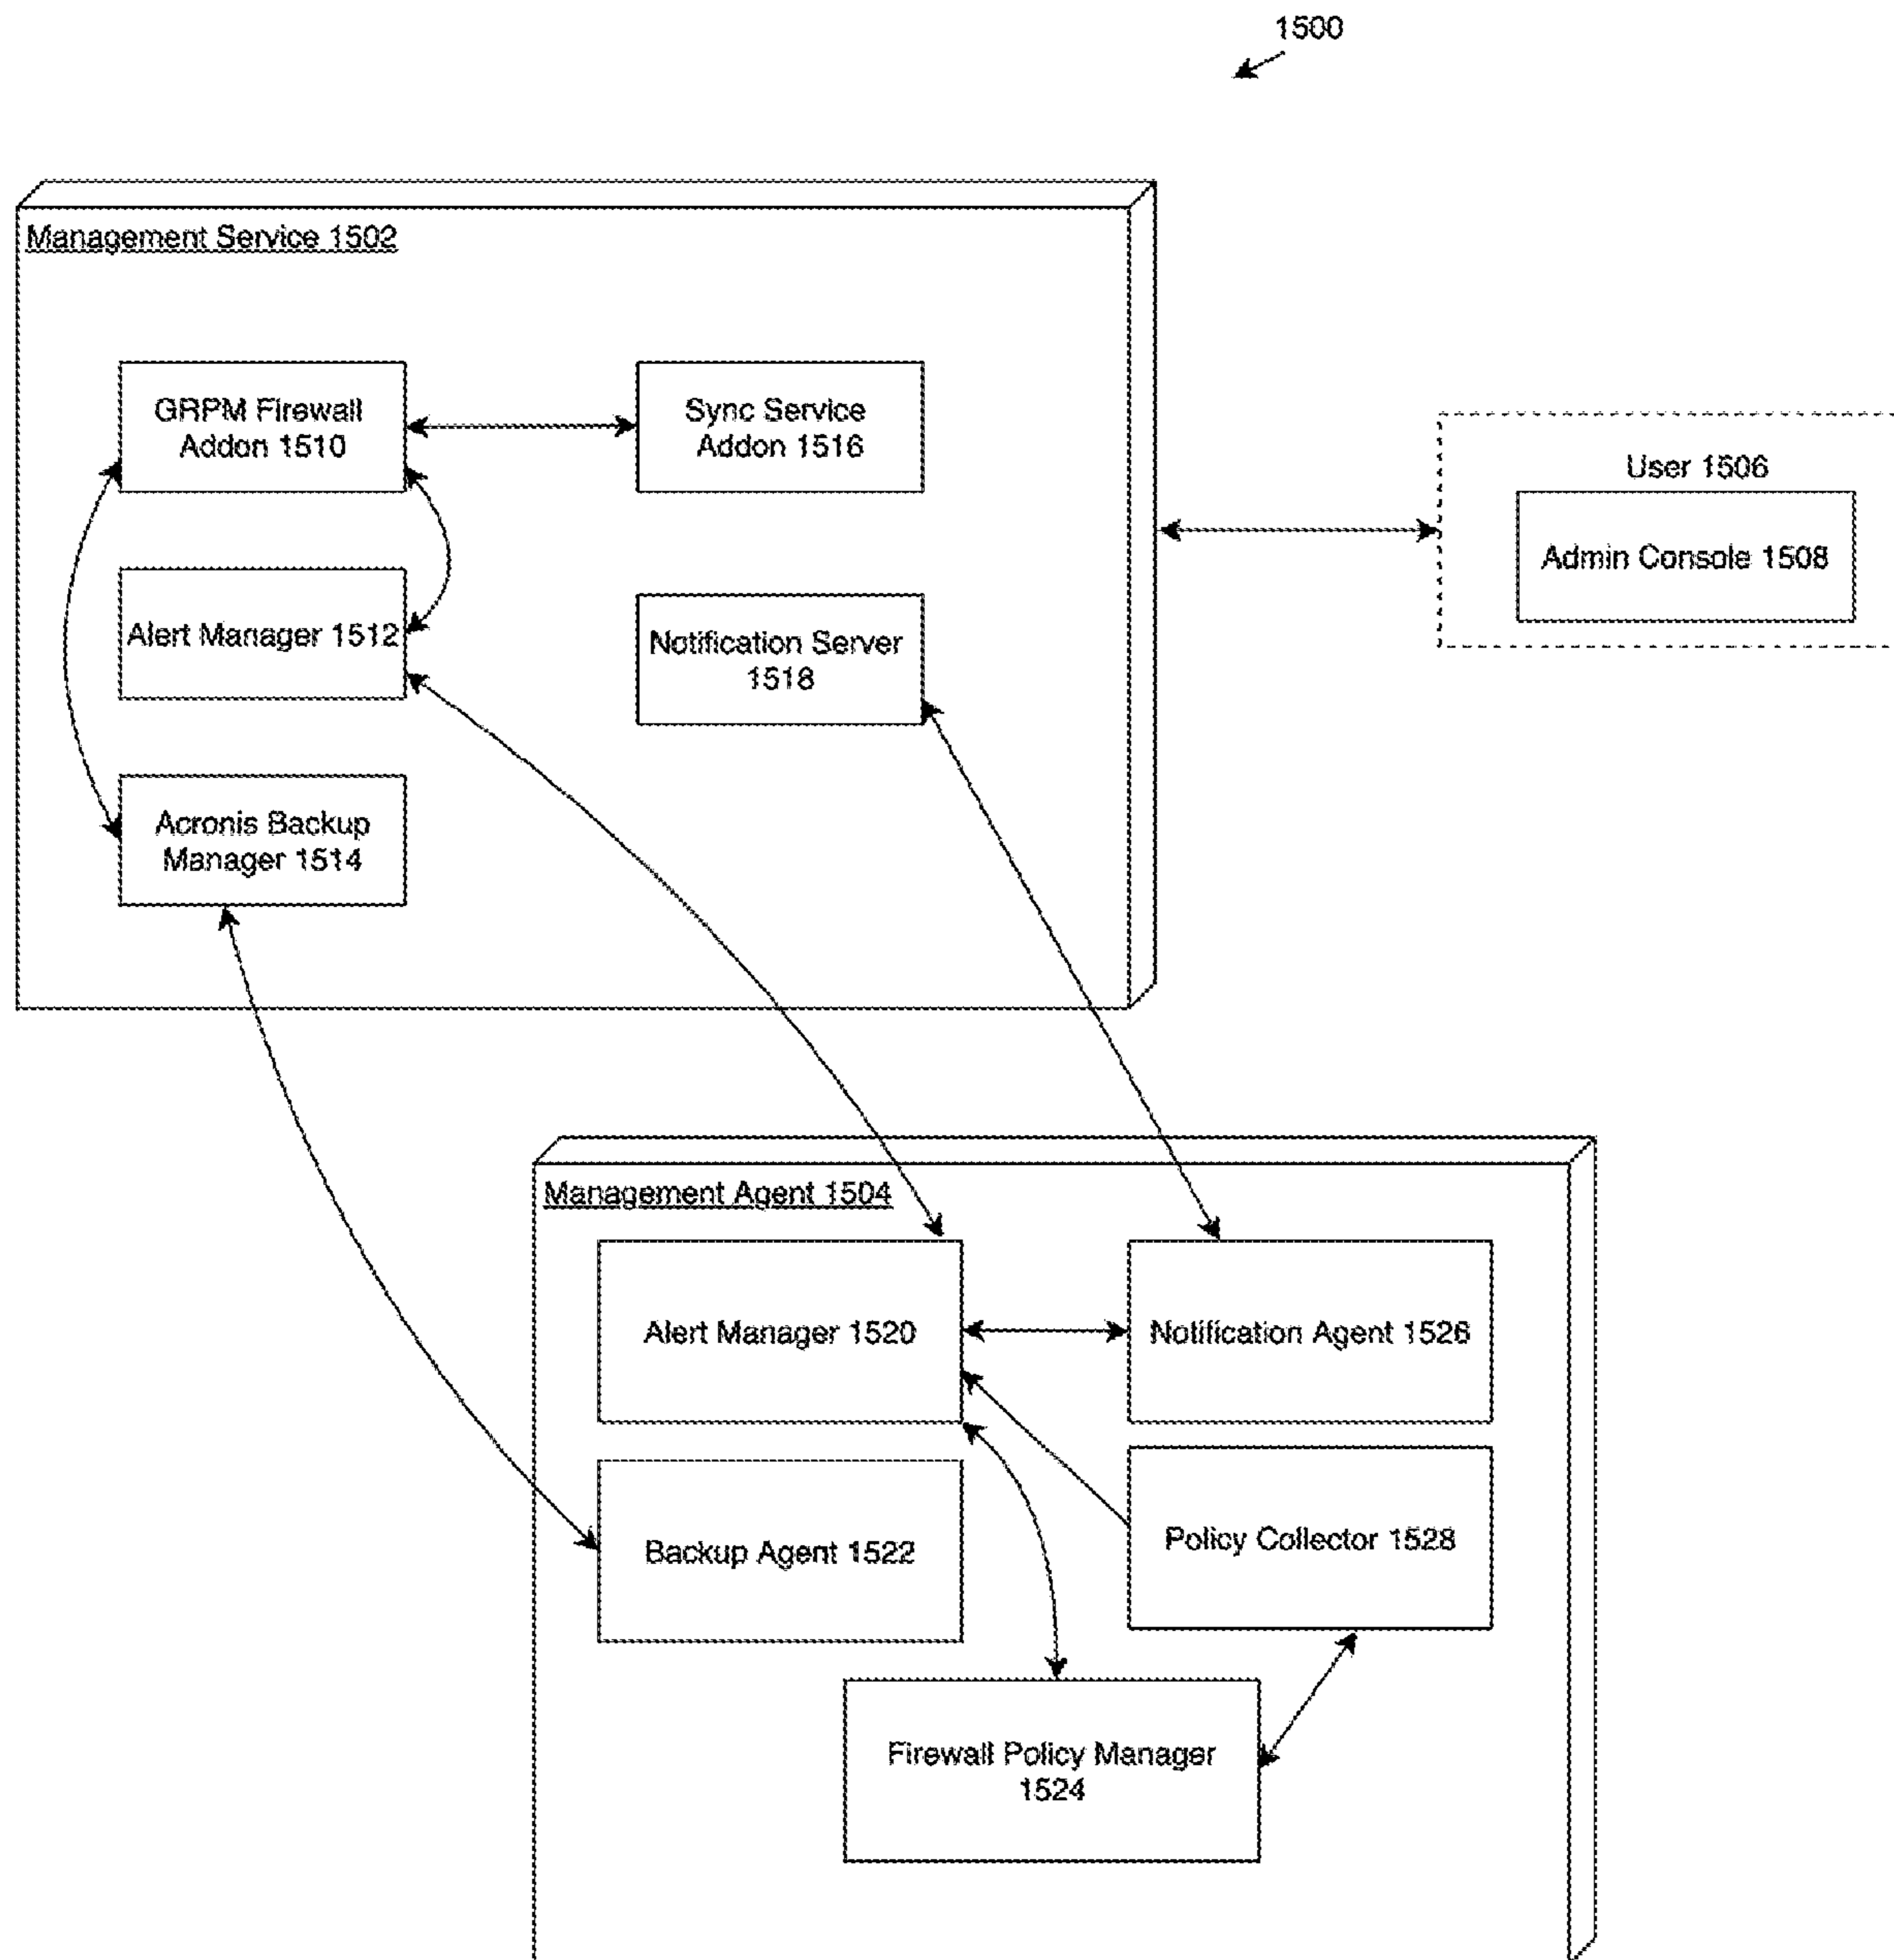 1500
Management Service 1502
GRPM Firewall
Addon 1510
Sync Service
Addon 1516
User 1506
Admin Console 1508
Alert Manager 1512
Notification Server
1518
Acronis Backup
Manager 1514
Management Agent 1504
Alert Manager 1520
Notification Agent 1526
Backup Agent 1522
Policy Collector 1528
Firewall Policy Manager
1524